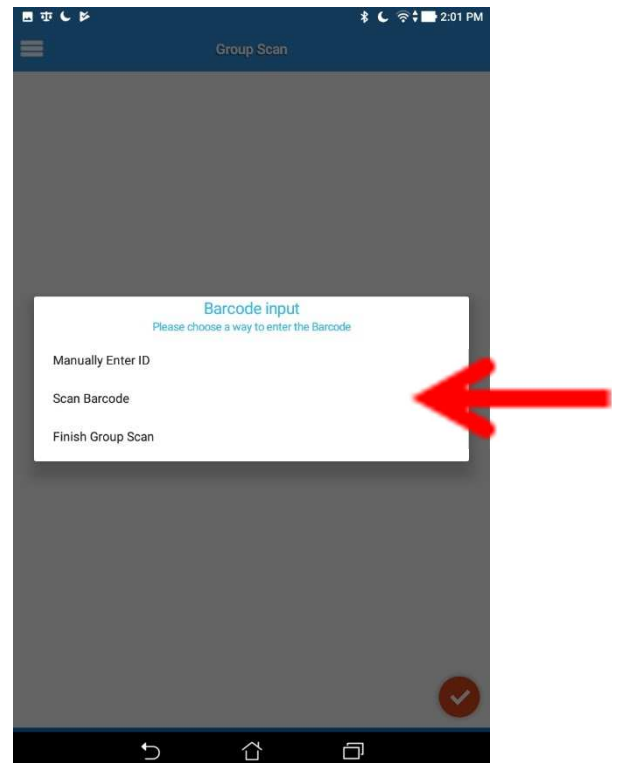 2:01 PM
Group Scan
Barcode input
Please choose a way to enter the Barcode
Manually Enter ID
Scan Barcode
Finish Group Scan